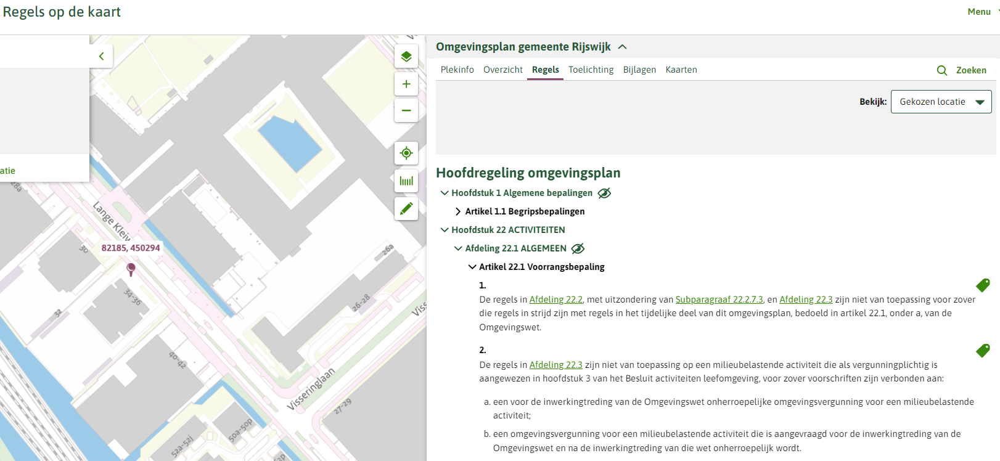 Regels op de kaart
Menu
atie
28a
Lange Kleiw
82185, 450294
30
34-36
32
40-42
26a
26-28
Viss
Visseringlaan
27-29
50a-50p
52a-52j
Omgevingsplan gemeente Rijswijk
Plekinfo Overzicht Regels Toelichting Bijlagen Kaarten
Zoeken
Bekijk: Gekozen locatie
Hoofdregeling omgevingsplan
Hoofdstuk 1 Algemene bepalingen
Artikel 1.1 Begripsbepalingen
Hoofdstuk 22 ACTIVITEITEN
Afdeling 22.1 ALGEMEEN
Artikel 22.1 Voorrangsbepaling
1.
De regels in Afdeling 22.2, met uitzondering van Subparagraaf 22.2.7.3, en Afdeling 22.3 zijn niet van toepassing voor zover
die regels in strijd zijn met regels in het tijdelijke deel van dit omgevingsplan, bedoeld in artikel 22.1, onder a, van de
Omgevingswet.
2.
De regels in Afdeling 22.3 zijn niet van toepassing op een milieubelastende activiteit die als vergunningplichtig is
aangewezen in hoofdstuk 3 van het Besluit activiteiten leefomgeving, voor zover voorschriften zijn verbonden aan:
a. een voor de inwerkingtreding van de Omgevingswet onherroepelijke omgevingsvergunning voor een milieubelastende
activiteit;
b. een omgevingsvergunning voor een milieubelastende activiteit die is aangevraagd voor de inwerkingtreding van de
Omgevingswet en na de inwerkingtreding van die wet onherroepelijk wordt.